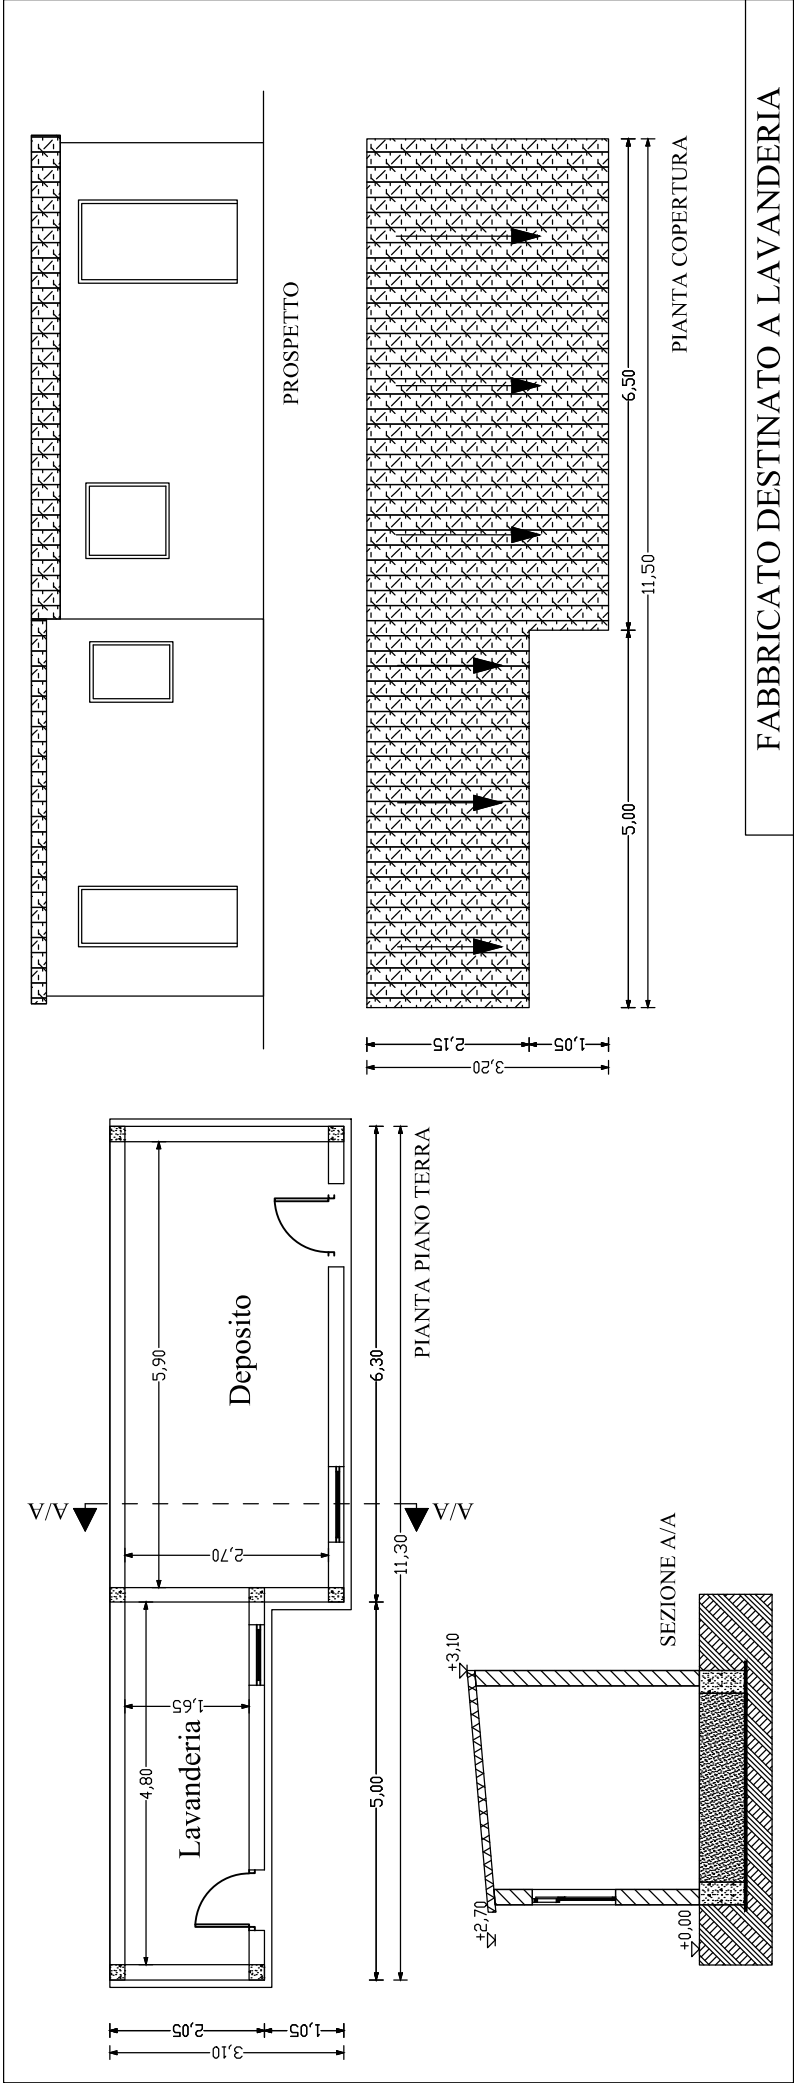 PROSPETTO
2,15
1,05
3,20
6,50
5,00
11,50
PIANTA COPERTURA
5,90
Deposito
2,70
4,80
1,65
Lavanderia
A/A
A/A
6,30
5,00
11,30
2,05
1,05
3,10
PIANTA PIANO TERRA
+3,10
+2,70
+0,00
SEZIONE A/A
FABBRICATO DESTINATO A LAVANDERIA